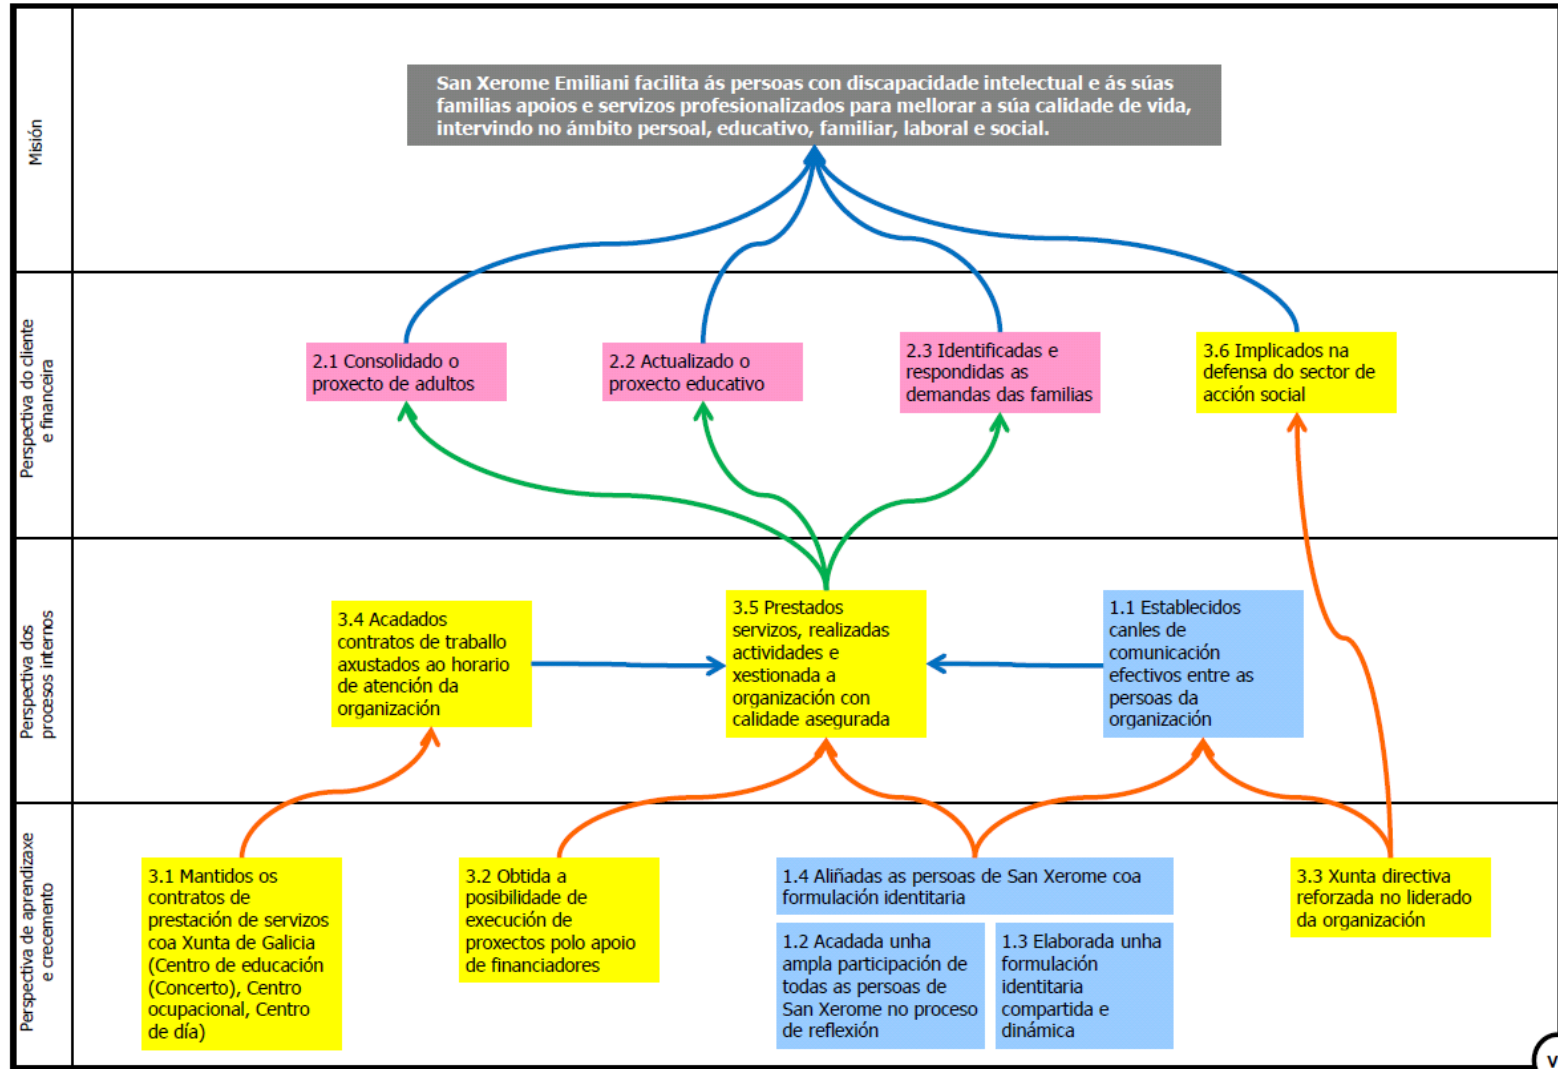 Misión
San Xerome Emiliani facilita ás persoas con discapacidade intelectual e ás súas
familias apoios e servizos profesionalizados para mellorar a súa calidade de vida,
intervindo no ámbito persoal, educativo, familiar, laboral e social.
Perspectiva do cliente
e financeira
2.1 Consolidado o
proxecto de adultos
2.2 Actualizado o
proxecto educativo
2.3 Identificadas e
respondidas as
demandas das familias
3.6 Implicados na
defensa do sector de
acción social
Perspectiva dos
procesos internos
3.4 Acadados
contratos de traballo
axustados ao horario
de atención da
organización
3.5 Prestados
servizos, realizadas
actividades e
xestionada a
organización con
calidade asegurada
1.1 Establecidos
canles de
comunicación
efectivos entre as
persoas da
organización
Perspectiva de aprendizaxe
e crecemento
3.1 Mantidos os
contratos de
prestación de servizos
coa Xunta de Galicia
(Centro de educación
(Concerto), Centro
ocupacional, Centro
de día)
3.2 Obtida a
posibilidade de
execución de
proxectos polo apoio
de financiadores
1.4 Aliñadas as persoas de San Xerome coa
formulación identitaria
1.2 Acadada unha
ampla participación de
todas as persoas de
San Xerome no proceso
de reflexión
1.3 Elaborada unha
formulación
identitaria
compartida e
dinámica
3.3 Xunta directiva
reforzada no liderado
da organización